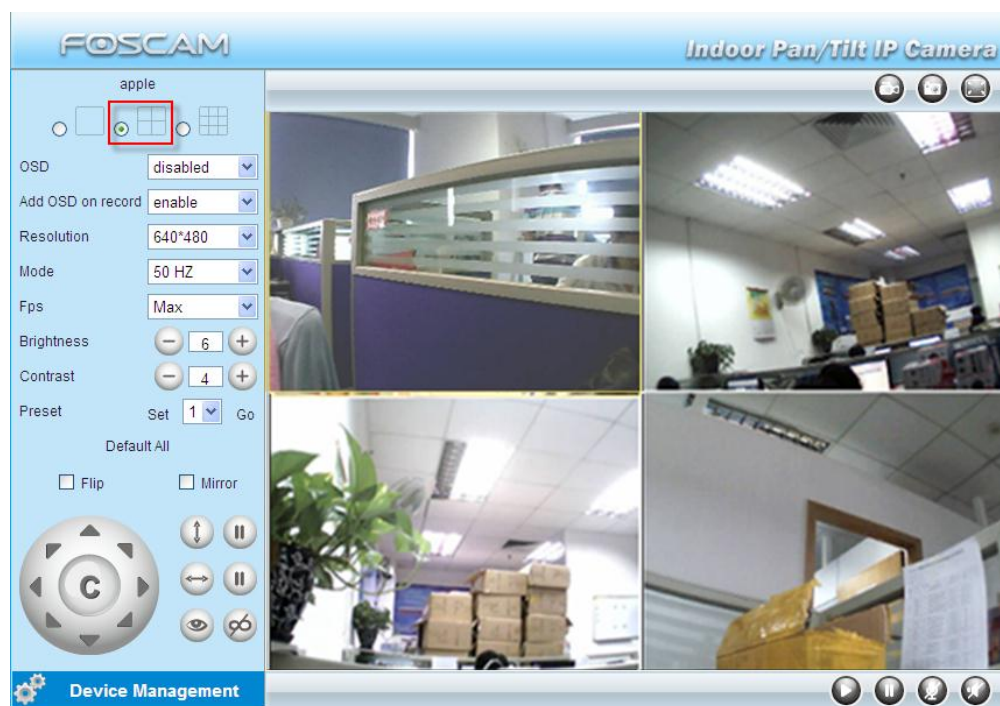 FOSCAM
Indoor Pan/Tilt IP Camera
apple
OSD disabled
Add OSD on record enable
Resolution 640*480
Mode 50 HZ
Fps Max
Brightness 6
Contrast 4
Preset Set 1 Go
Default All
Flip Mirror
C
Device Management